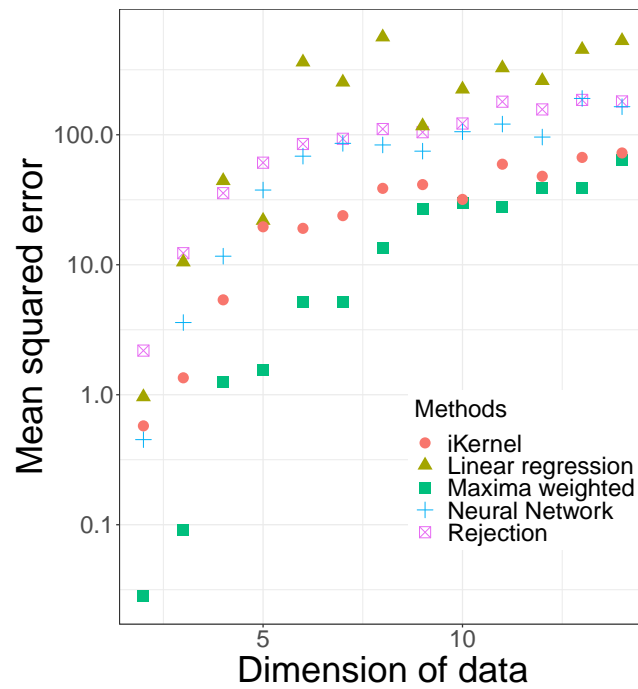 Mean squared error
100.0
10.0
1.0
0.1
Methods
iKernel
Linear regression
Maxima weighted
Neural Network
Rejection
5
10
Dimension of data